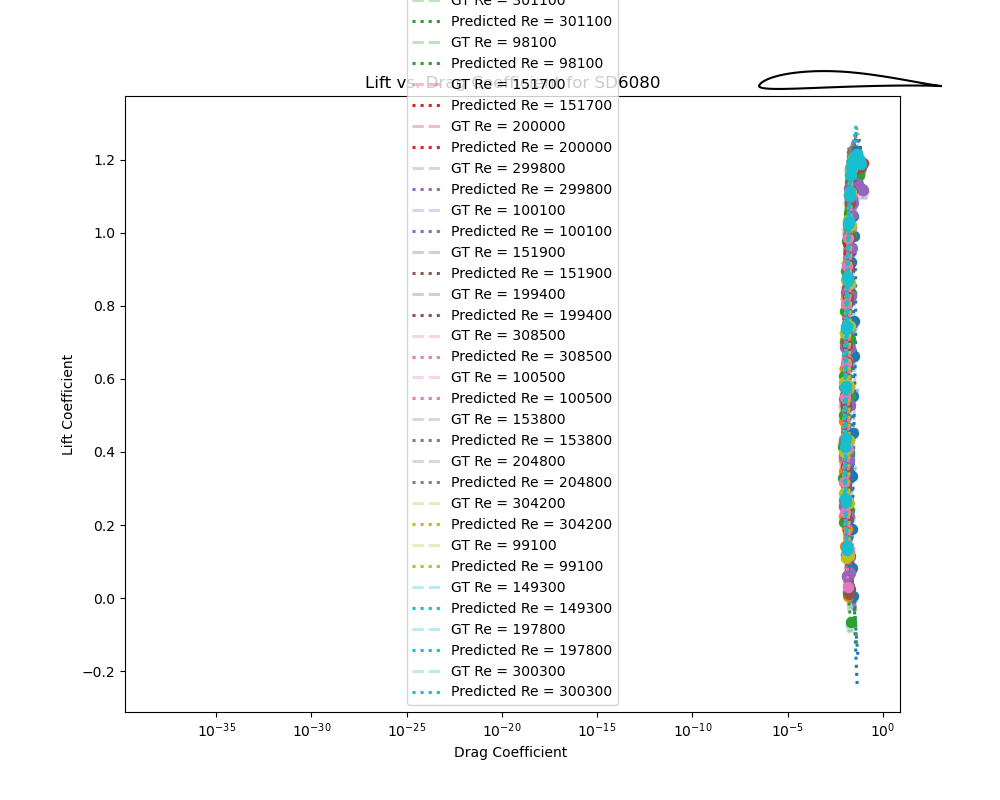 GT Re = 301100
Predicted Re = 301100
GT Re = 98100
Predicted Re = 98100
Lift vs. Drag Coefficient for SD6080
GT Re = 151700
Predicted Re = 151700
GT Re = 200000
Predicted Re = 200000
GT Re = 299800
Predicted Re = 299800
GT Re = 100100
Predicted Re = 100100
GT Re = 151900
Predicted Re = 151900
GT Re = 199400
Predicted Re = 199400
GT Re = 308500
Predicted Re = 308500
GT Re = 100500
Predicted Re = 100500
GT Re = 153800
Predicted Re = 153800
GT Re = 204800
Predicted Re = 204800
GT Re = 304200
Predicted Re = 304200
GT Re = 99100
Predicted Re = 99100
GT Re = 149300
Predicted Re = 149300
GT Re = 197800
Predicted Re = 197800
GT Re = 300300
Predicted Re = 300300
1.2
1.0
0.8
0.6
0.4
0.2
0.0
−0.2
Lift Coefficient
10⁻³⁵ 10⁻³⁰ 10⁻²⁵ 10⁻²⁰ 10⁻¹⁵ 10⁻¹⁰ 10⁻⁵ 10⁰
Drag Coefficient